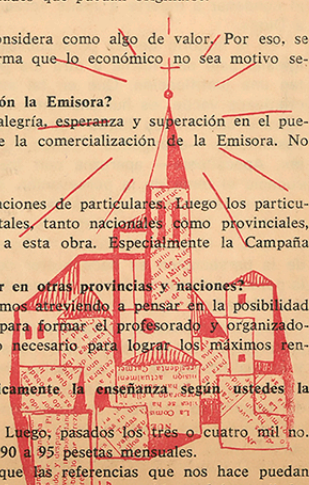 onsidera como algo de valor. Por eso, se
rma que lo económico no sea motivo se-
ón la Emisora?
alegría, esperanza y superación en el pue-
e la comercialización de la Emisora. No
aciones de particulares. Luego los particu-
tales, tanto nacionales como provinciales,
a esta obra. Especialmente la Campaña
r en otras provincias y naciones?
mos atreviendo a pensar en la posibilidad
para formar el profesorado y organizado-
o necesario para lograr los máximos ren-
icamente la enseñanza según ustedes la
Luego, pasados los tres o cuatro mil no.
90 a 95 pesetas mensuales.
que las referencias que nos hace puedan